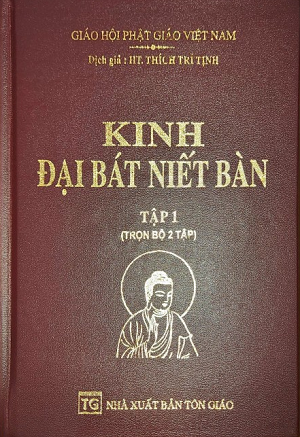 GIÁO HỘI PHẬT GIÁO VIỆT NAM
Dịch giả : HT. THÍCH TRÍ TỊNH
KINH
ĐẠI BÁT NIẾT BÀN
TẬP 1
(TRỌN BỘ 2 TẬP)
TG
NHÀ XUẤT BẢN TÔN GIÁO